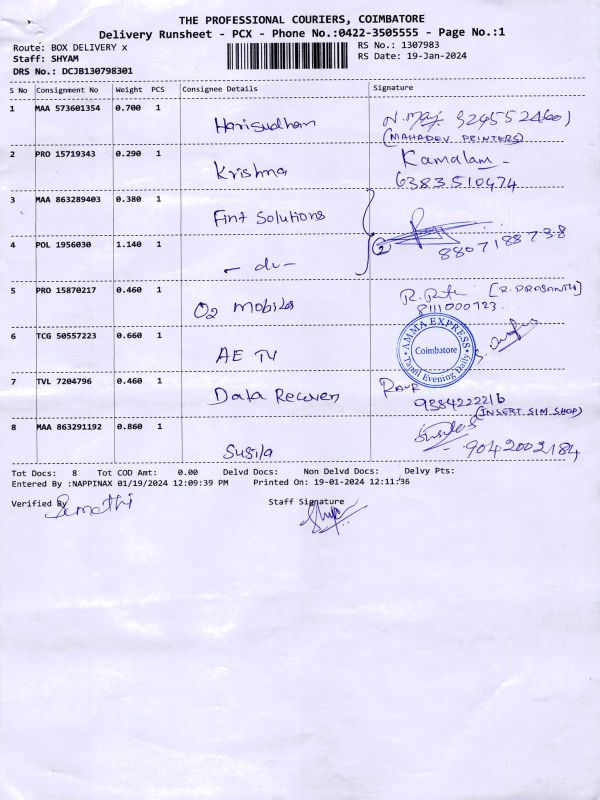 THE PROFESSIONAL COURIERS, COIMBATORE
Delivery Runsheet - PCX - Phone No.:0422-3505555 - Page No.:1
Route: BOX DELIVERY x
RS No.: 1307983
Staff: SHYAM
RS Date: 19-Jan-2024
DRS No.: DCJB130798301
S No Consignment No Weight PCS Consignee Details Signature
1 MAA 573601354 0.700 1 Harisudhan
(MAHADEV PRINTERS)
2 PRO 15719343 0.290 1 Krishna Kamalam
6383510474
3 MAA 863289403 0.380 1 Fint Solutions
4 POL 1956030 1.140 1 - do - 2 8807188738
5 PRO 15870217 0.460 1 O2 Mobiles [R. PRASANTH]
8111000723.
6 TCG 50557223 0.660 1 AE TV
AMMA EXPRESS
Coimbatore
Tamil Evening Daily
7 TVL 7204796 0.460 1 Data Recovery
9384222216
(INSERT SIM SHOP)
8 MAA 863291192 0.860 1 Susila
- 9042002184
Tot Docs: 8 Tot COD Amt: 0.00 Delvd Docs: Non Delvd Docs: Delvy Pts:
Entered By :NAPPINAX 01/19/2024 12:09:39 PM Printed On: 19-01-2024 12:11:36
Verified By Staff Signature